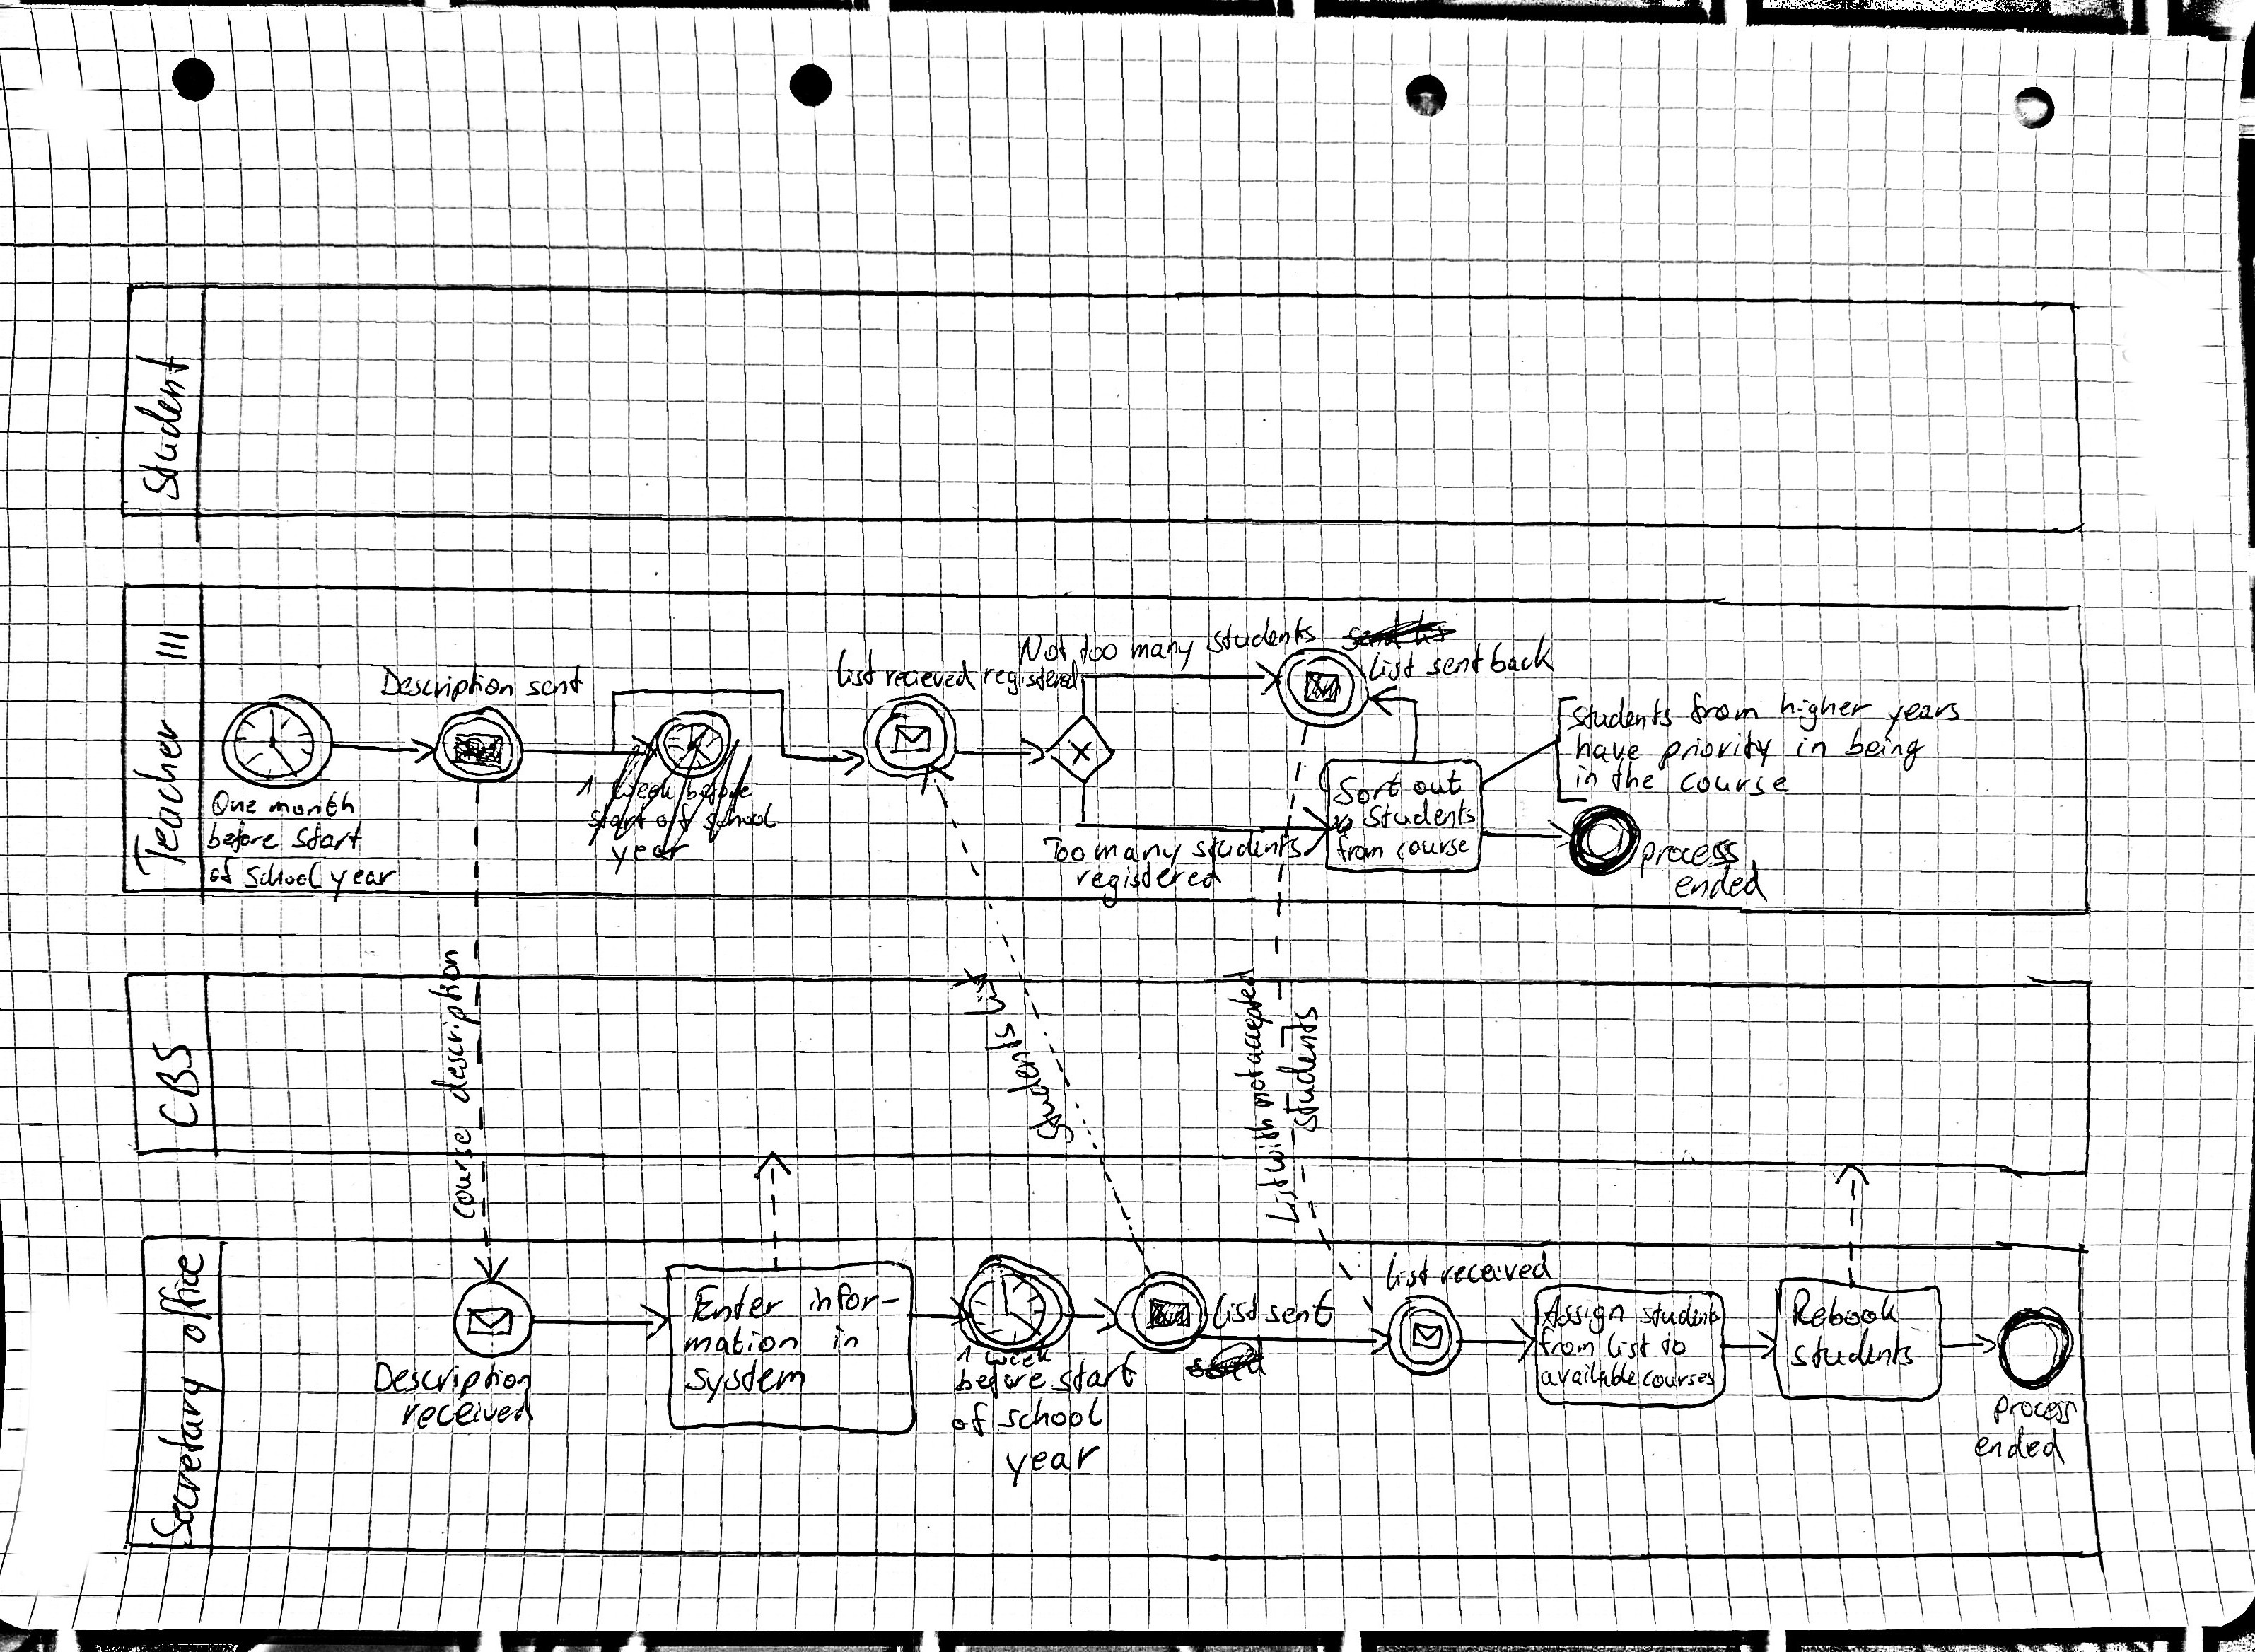 Student
Teacher III
Description sent
One month
before start
of school year
1 week before
start of school
year
List recieved
Not too many students
registered
List sent back
Too many students
registered
Sort out
Students
from course
Students from higher years
have priority in being
in the course
process
ended
CBS
course description
Students list
List with not accepted
students
Secretary office
Description
received
Enter infor-
mation in
system
1 week
before start
of school
year
List sent
List received
Assign students
from list to
available courses
Rebook
students
process
ended